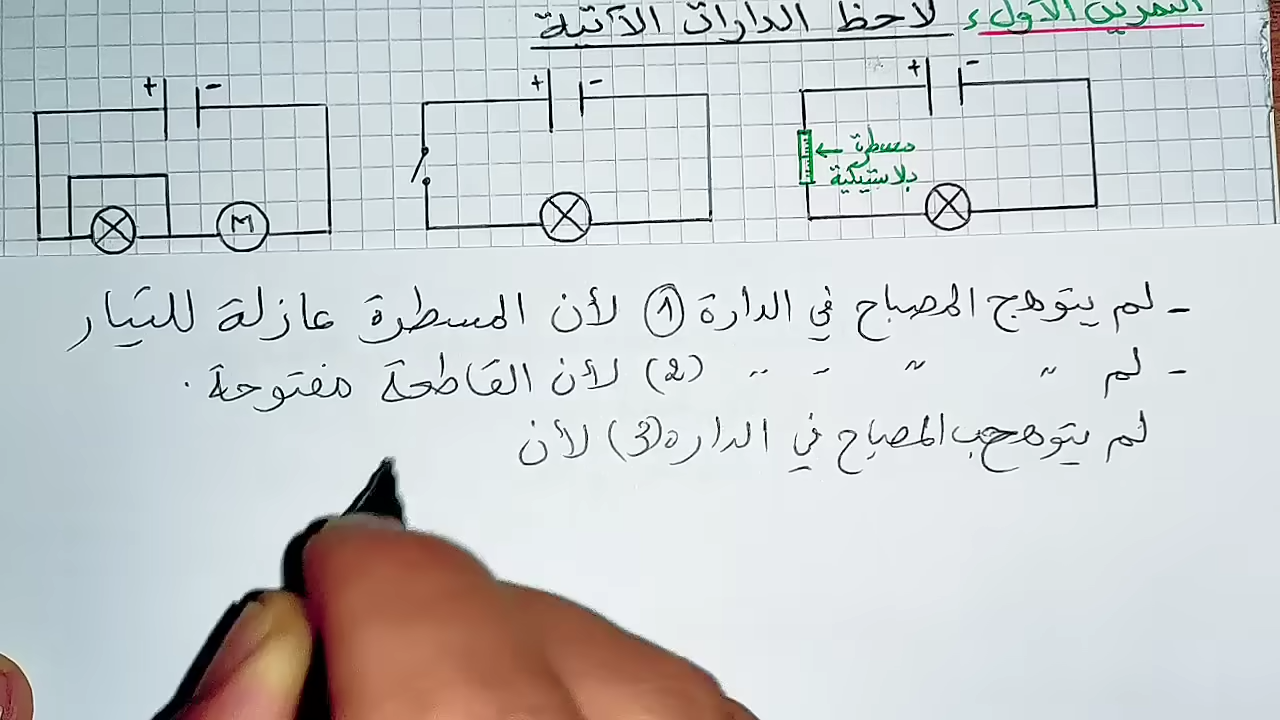 التمرين الأول، لاحظ الدارات الآتية
+ -
+ -
+ -
مسطرة
بلاستيكية
M
- لم يتوهج المصباح في الدارة (1) لأن المسطرة عازلة للتيار
- لم " " " " (2) لأن القاطعة مفتوحة .
لم يتوهج المصباح في الداره (3) لأن